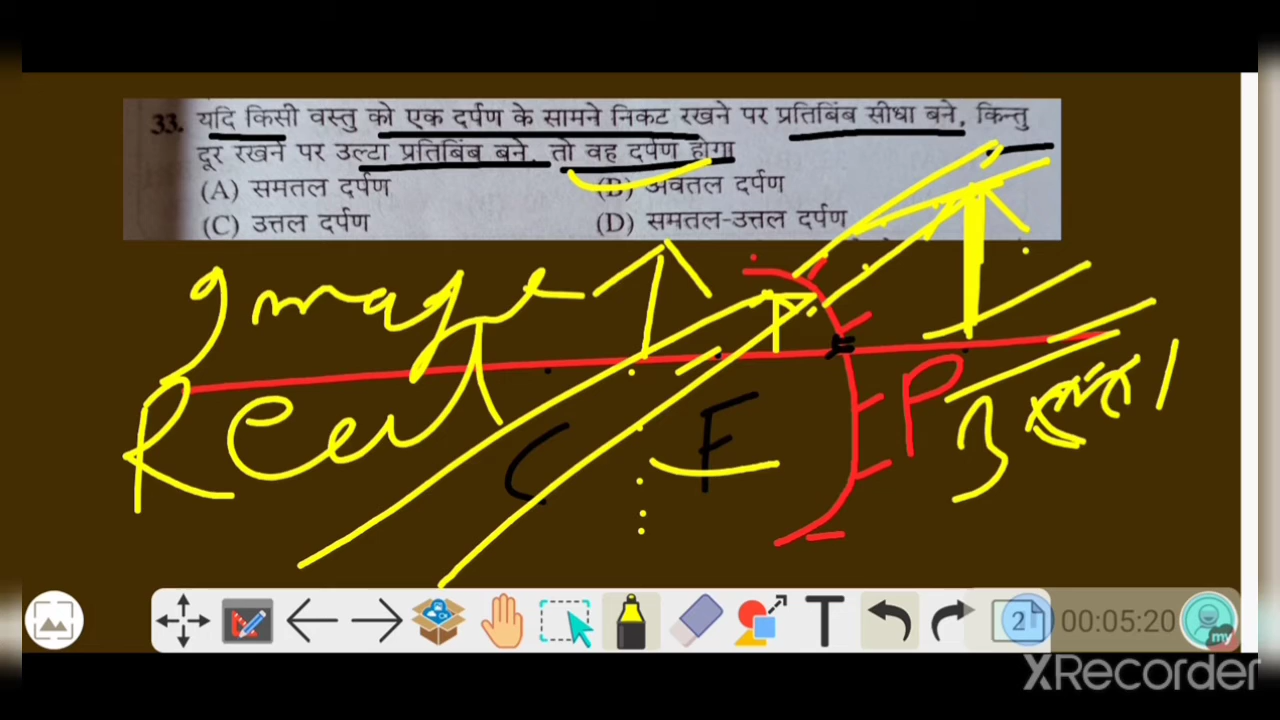 33. यदि किसी वस्तु को एक दर्पण के सामने निकट रखने पर प्रतिबिंब सीधा बने, किन्तु
दूर रखने पर उल्टा प्रतिबिंब बने, तो वह दर्पण होगा
(A) समतल दर्पण (B) अवतल दर्पण
(C) उत्तल दर्पण (D) समतल-उत्तल दर्पण
Image
Real
C F P
T 2 00:05:20
my
XRecorder